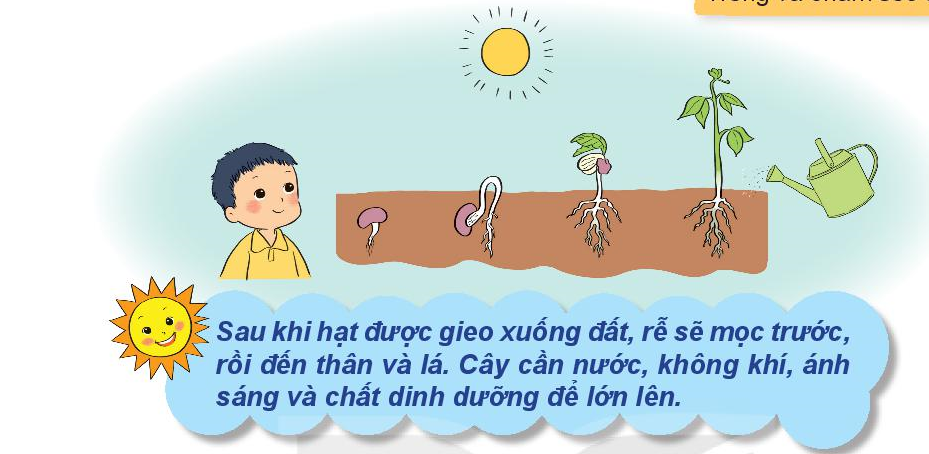 Sau khi hạt được gieo xuống đất, rễ sẽ mọc trước,
rồi đến thân và lá. Cây cần nước, không khí, ánh
sáng và chất dinh dưỡng để lớn lên.